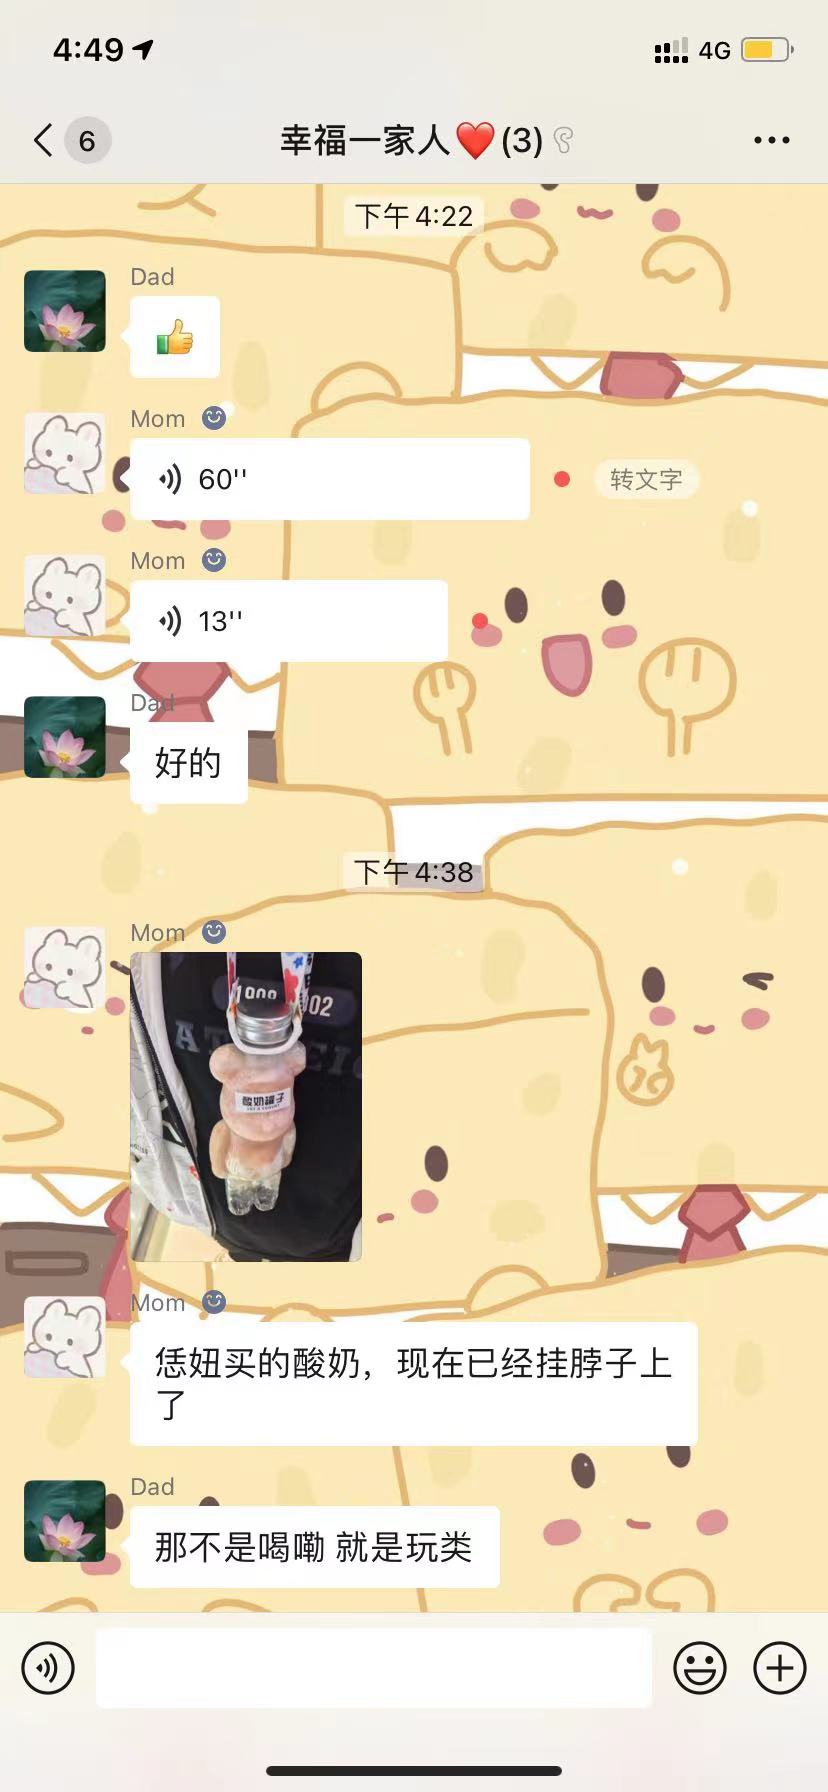 4:49
4G
6
幸福一家人❤️(3)
下午 4:22
Dad
👍
Mom
60''
转文字
Mom
13''
Dad
好的
下午 4:38
Mom
002
酸奶罐子
Mom
恁妞买的酸奶，现在已经挂脖子上
了
Dad
那不是喝嘞 就是玩类